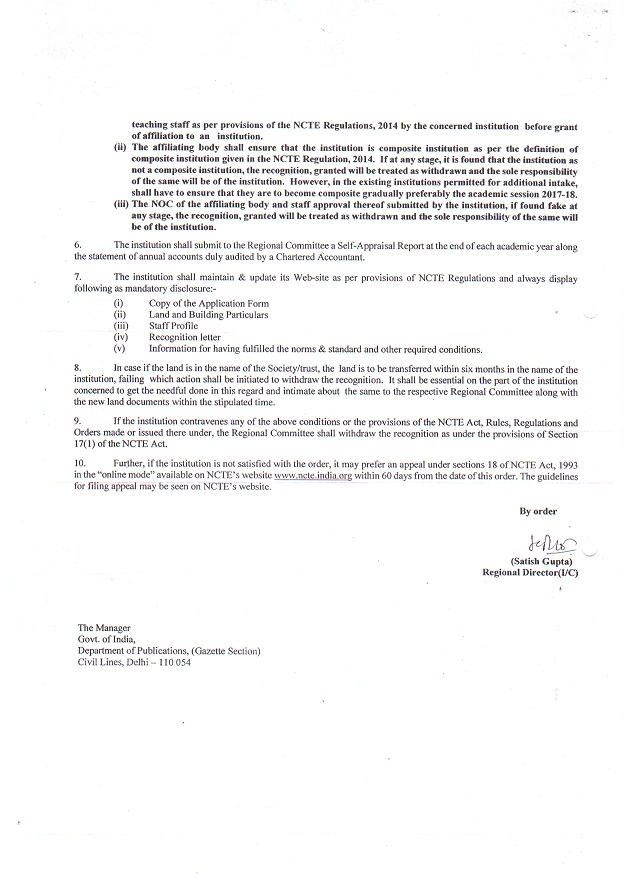 teaching staff as per provisions of the NCTE Regulations, 2014 by the concerned institution before grant
of affiliation to an institution.
(ii) The affiliating body shall ensure that the institution is composite institution as per the definition of
composite institution given in the NCTE Regulation, 2014. If at any stage, it is found that the institution as
not a composite institution, the recognition, granted will be treated as withdrawn and the sole responsibility
of the same will be of the institution. However, in the existing institutions permitted for additional intake,
shall have to ensure that they are to become composite gradually preferably the academic session 2017-18.
(iii) The NOC of the affiliating body and staff approval thereof submitted by the institution, if found fake at
any stage, the recognition, granted will be treated as withdrawn and the sole responsibility of the same will
be of the institution.
6. The institution shall submit to the Regional Committee a Self-Appraisal Report at the end of each academic year along
the statement of annual accounts duly audited by a Chartered Accountant.
7. The institution shall maintain & update its Web-site as per provisions of NCTE Regulations and always display
following as mandatory disclosure:-
(i) Copy of the Application Form
(ii) Land and Building Particulars
(iii) Staff Profile
(iv) Recognition letter
(v) Information for having fulfilled the norms & standard and other required conditions.
8. In case if the land is in the name of the Society/trust, the land is to be transferred within six months in the name of the
institution, failing which action shall be initiated to withdraw the recognition. It shall be essential on the part of the institution
concerned to get the needful done in this regard and intimate about the same to the respective Regional Committee along with
the new land documents within the stipulated time.
9. If the institution contravenes any of the above conditions or the provisions of the NCTE Act, Rules, Regulations and
Orders made or issued there under, the Regional Committee shall withdraw the recognition as under the provisions of Section
17(1) of the NCTE Act.
10. Further, if the institution is not satisfied with the order, it may prefer an appeal under sections 18 of NCTE Act, 1993
in the "online mode" available on NCTE's website www.ncte.india.org within 60 days from the date of this order. The guidelines
for filing appeal may be seen on NCTE's website.
By order
(Satish Gupta)
Regional Director(I/C)
The Manager
Govt. of India,
Department of Publications, (Gazette Section)
Civil Lines, Delhi – 110 054